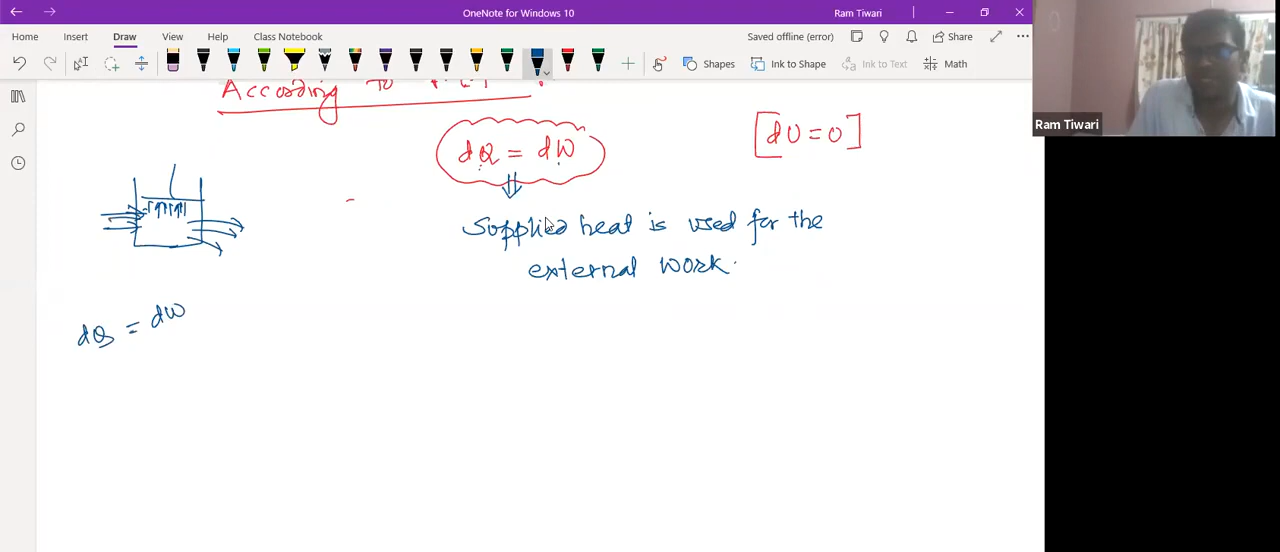 OneNote for Windows 10
Ram Tiwari
Home Insert Draw View Help Class Notebook
Saved offline (error)
Share
Shapes
Ink to Shape
Ink to Text
Math
Ram Tiwari
According To
dQ = dW
[dU = 0]
Supplied heat is used for the
external work.
dQ = dW